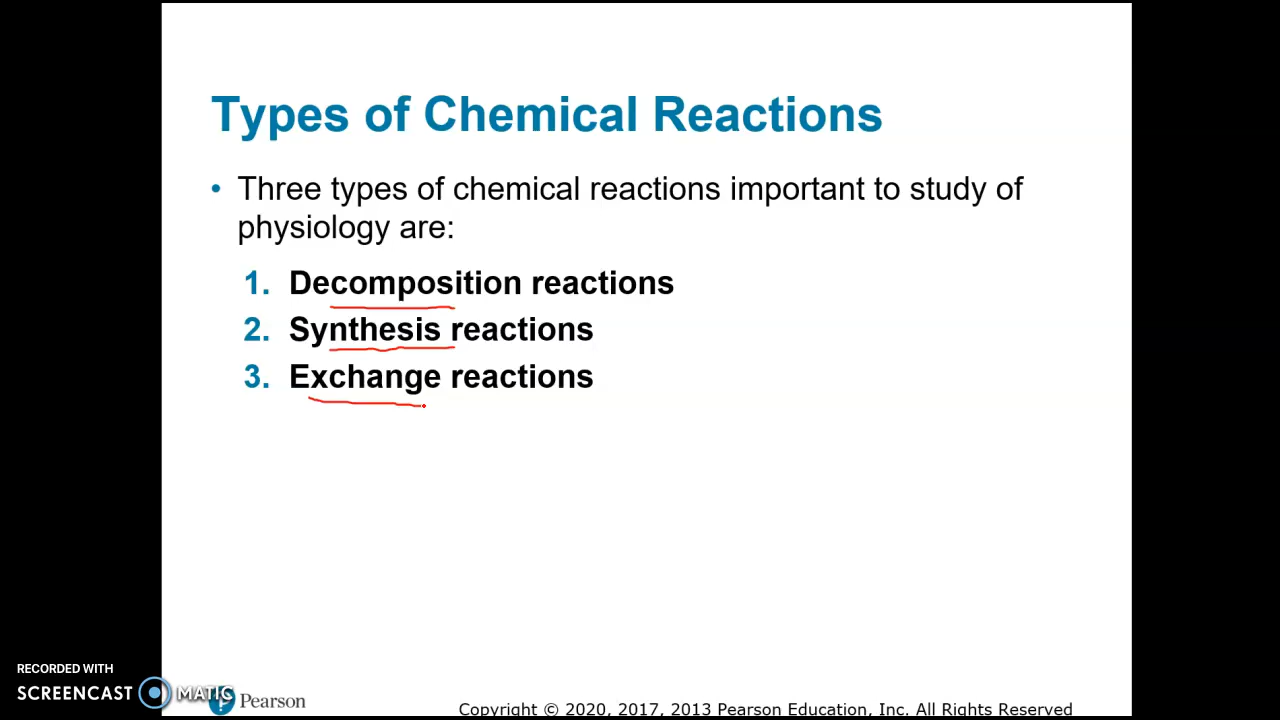 Types of Chemical Reactions
• Three types of chemical reactions important to study of
physiology are:
1. Decomposition reactions
2. Synthesis reactions
3. Exchange reactions
RECORDED WITH
SCREENCAST MATIC
Pearson
Copyright © 2020, 2017, 2013 Pearson Education, Inc. All Rights Reserved